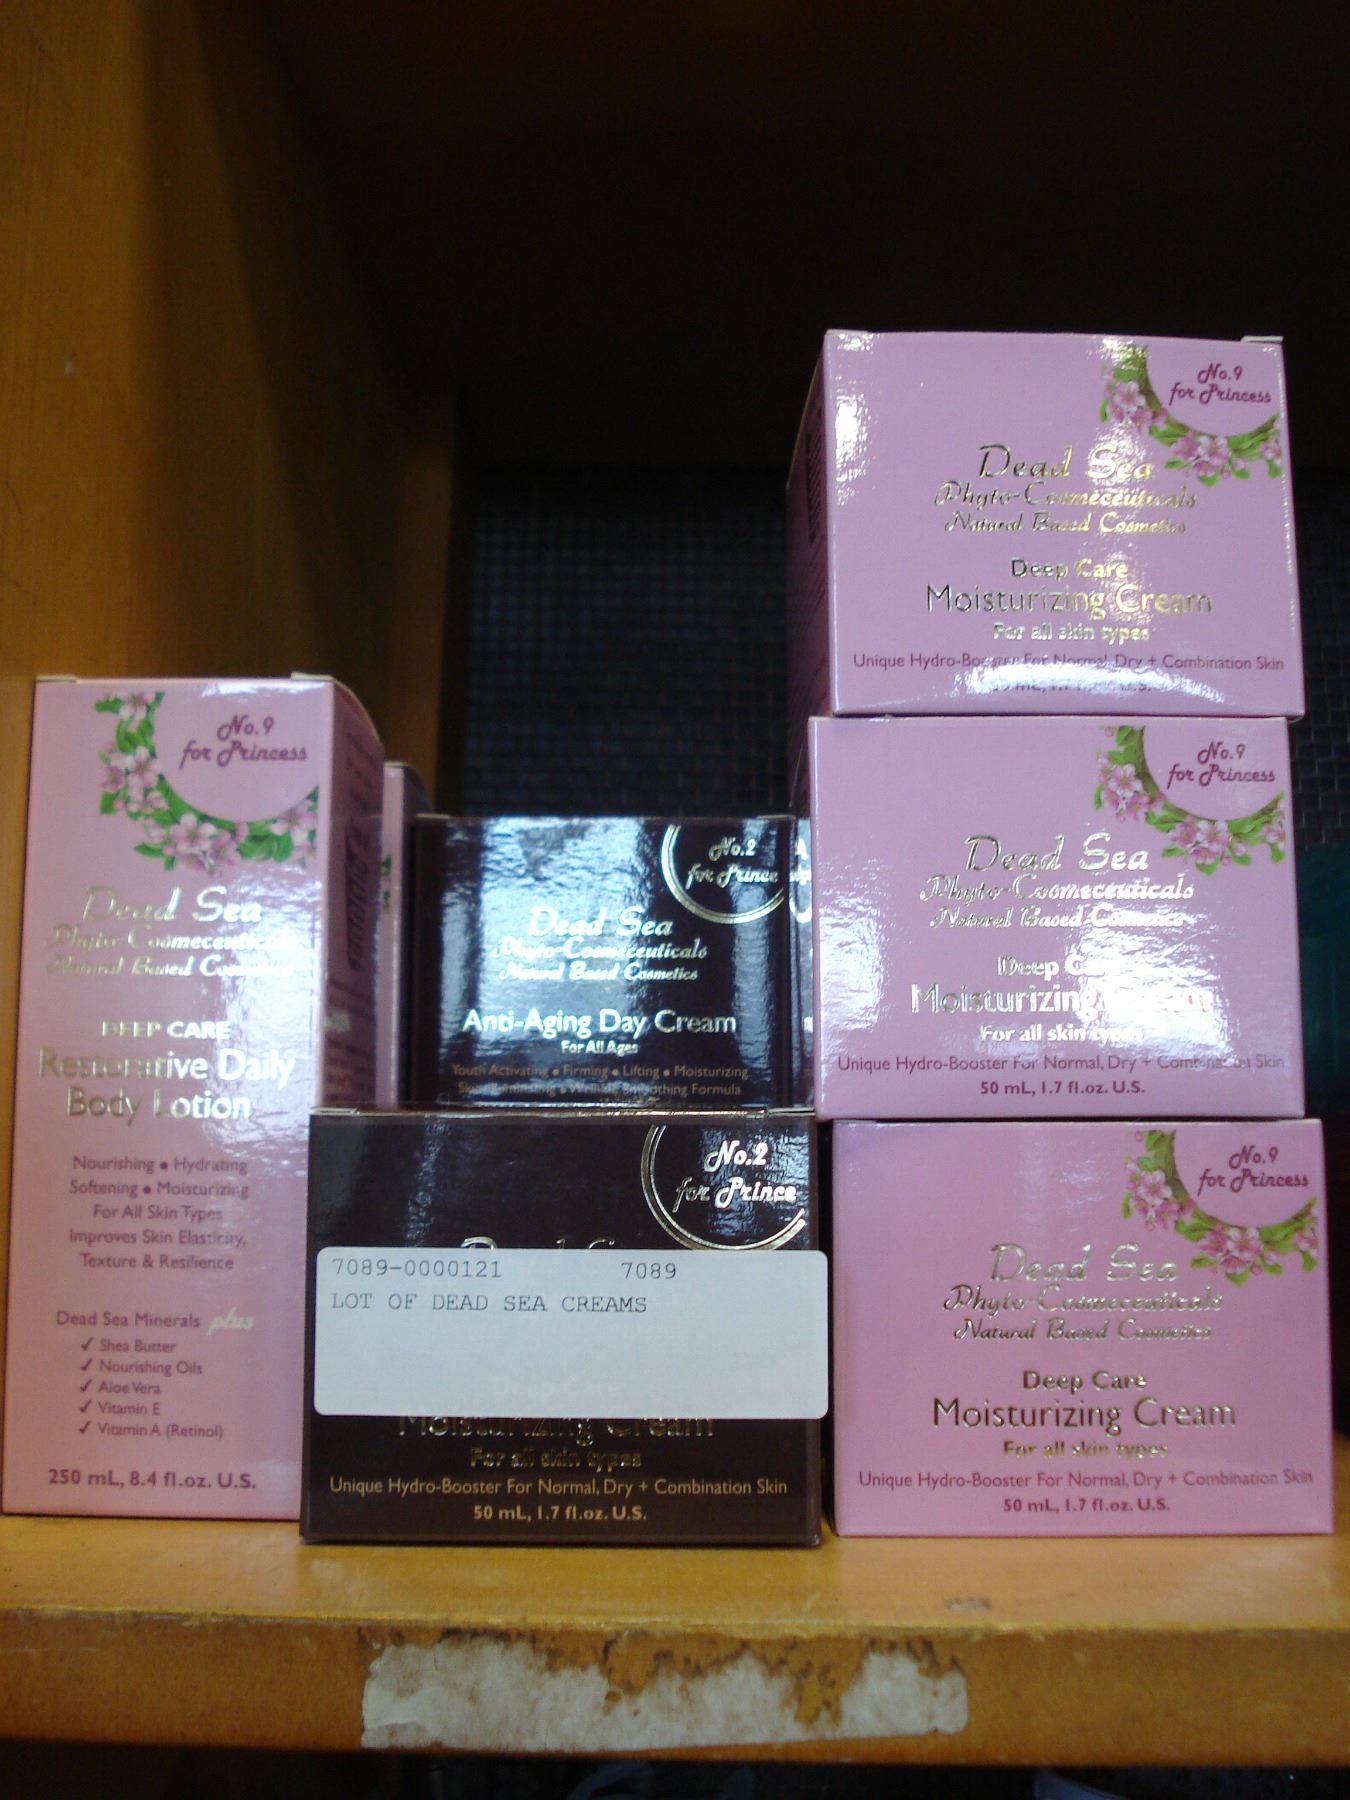 No.9
for Princess
Dead Sea
Phyto-Cosmeceuticals
Natural Based Cosmetics
DEEP CARE
Restorative Daily
Body Lotion
Nourishing • Hydrating
Softening • Moisturizing
For All Skin Types
Improves Skin Elasticity,
Texture & Resilience
Dead Sea Minerals plus
✓ Shea Butter
✓ Nourishing Oils
✓ Aloe Vera
✓ Vitamin E
✓ Vitamin A (Retinol)
250 mL, 8.4 fl.oz. U.S.
No.2
for Prince
Dead Sea
Phyto-Cosmeceuticals
Natural Based Cosmetics
Anti-Aging Day Cream
For All Ages
Youth Activating • Firming • Lifting • Moisturizing
Smoothing Formula
No.2
for Prince
7089-0000121 7089
LOT OF DEAD SEA CREAMS
Deep Care
Moisturizing Cream
For all skin types
Unique Hydro-Booster For Normal, Dry + Combination Skin
50 mL, 1.7 fl.oz. U.S.
No.9
for Princess
Dead Sea
Phyto-Cosmeceuticals
Natural Based Cosmetics
Deep Care
Moisturizing Cream
For all skin types
Unique Hydro-Booster For Normal, Dry + Combination Skin
No.9
for Princess
Dead Sea
Phyto-Cosmeceuticals
Natural Based Cosmetics
Deep
Moisturizing Cream
For all skin types
Unique Hydro-Booster For Normal, Dry + Combination Skin
50 mL, 1.7 fl.oz. U.S.
No.9
for Princess
Dead Sea
Phyto-Cosmeceuticals
Natural Based Cosmetics
Deep Care
Moisturizing Cream
For all skin types
Unique Hydro-Booster For Normal, Dry + Combination Skin
50 mL, 1.7 fl.oz. U.S.